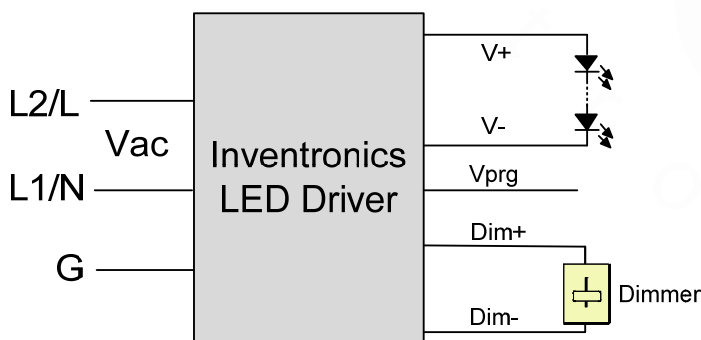 L2/L
Vac
L1/N
G
Inventronics
LED Driver
V+
V-
Vprg
Dim+
Dim-
Dimmer